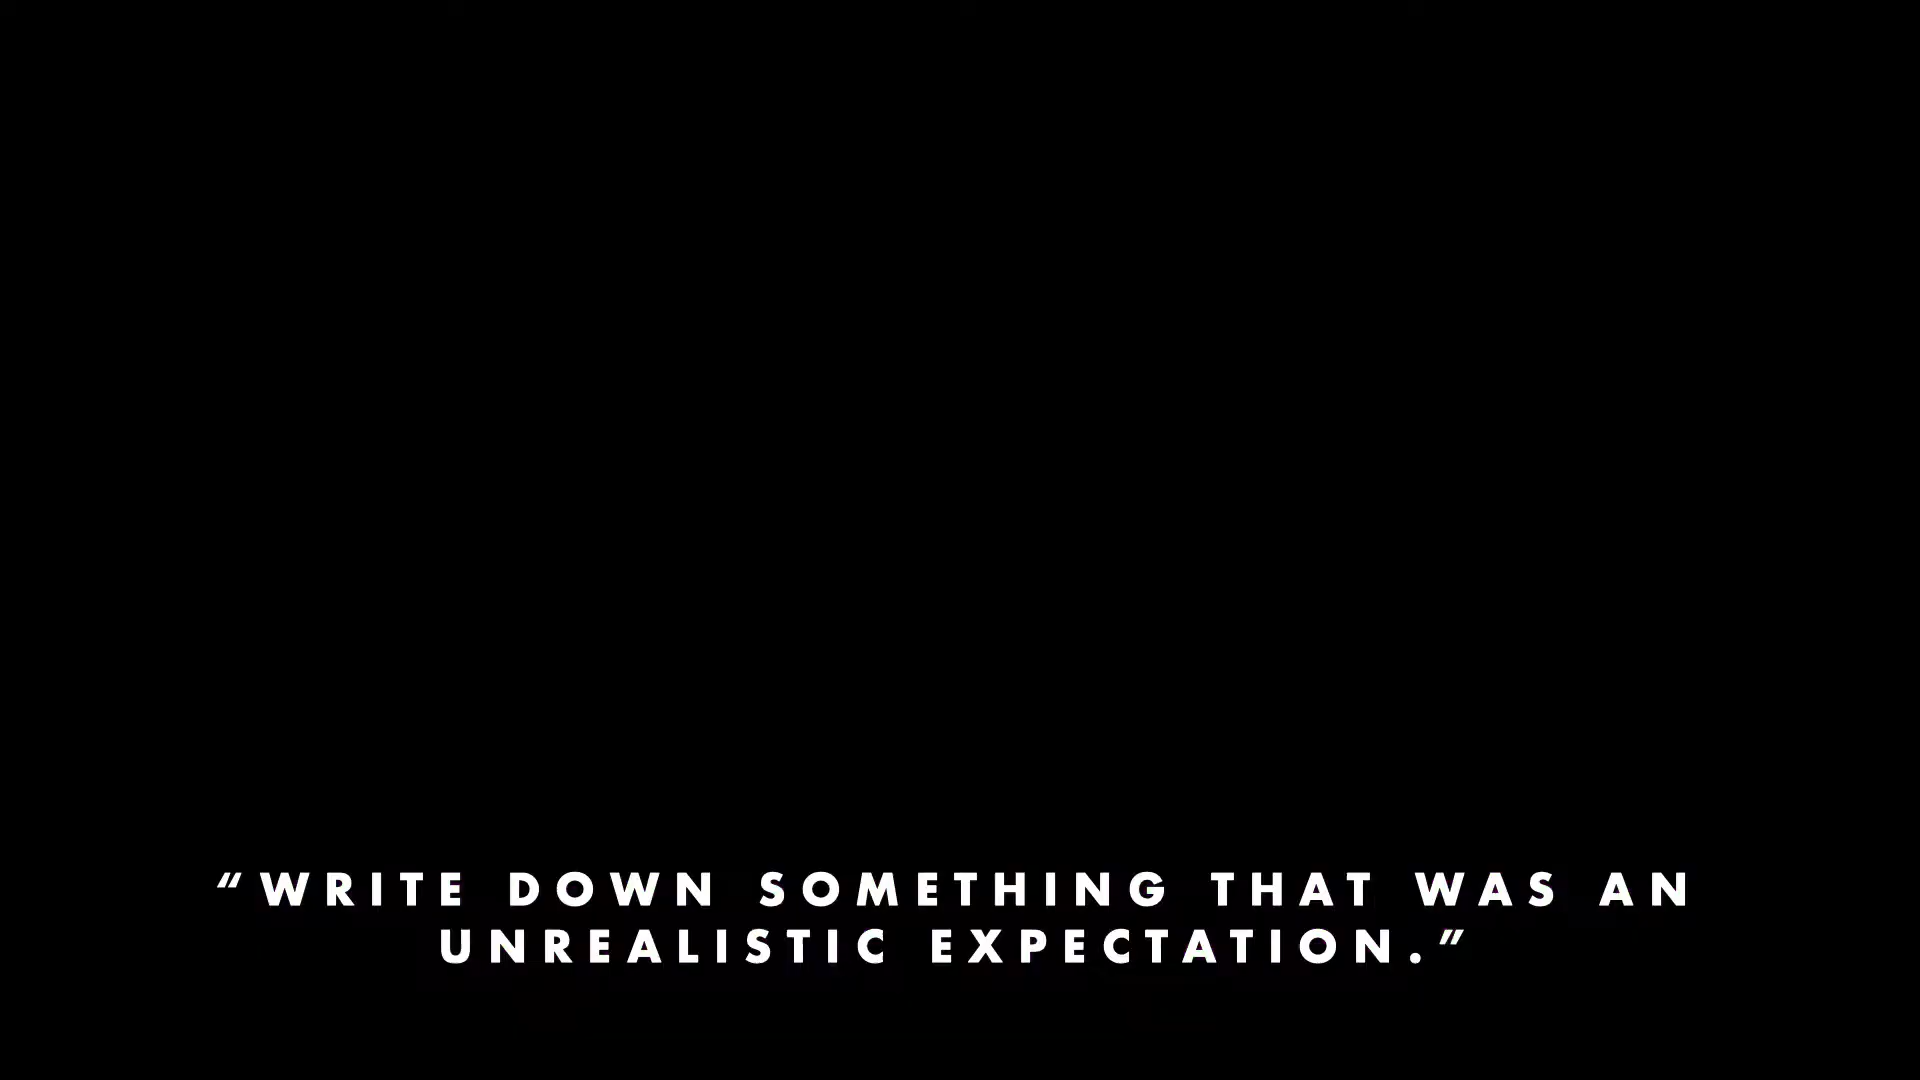 “WRITE DOWN SOMETHING THAT WAS AN
UNREALISTIC EXPECTATION.”